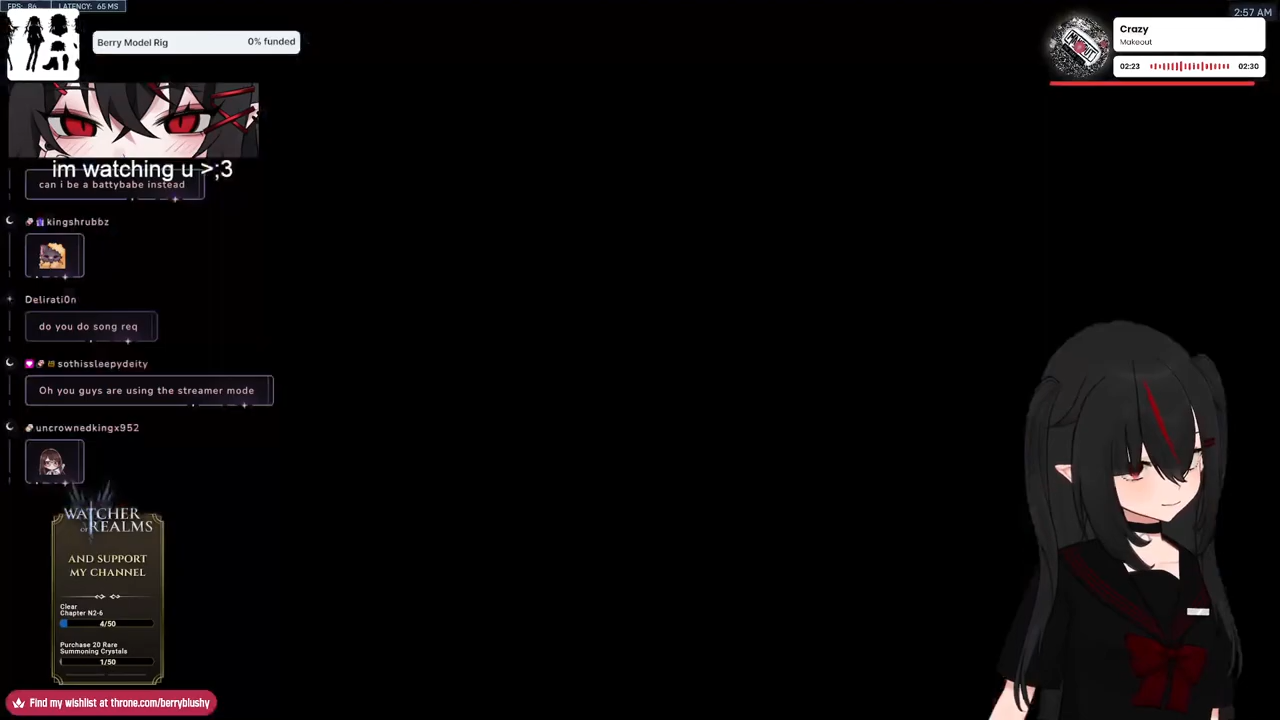 FPS: 86 LATENCY: 65 MS
2:57 AM
Berry Model Rig 0% funded
Crazy
Makeout
02:23 02:30
im watching u >;3
can i be a battybabe instead
kingshrubbz
Delirati0n
do you do song req
sothissleepydeity
Oh you guys are using the streamer mode
uncrownedkingx952
WATCHER
OF REALMS
AND SUPPORT
MY CHANNEL
Clear
Chapter N2-6
4/50
Purchase 20 Rare
Summoning Crystals
1/50
Find my wishlist at throne.com/berryblushy